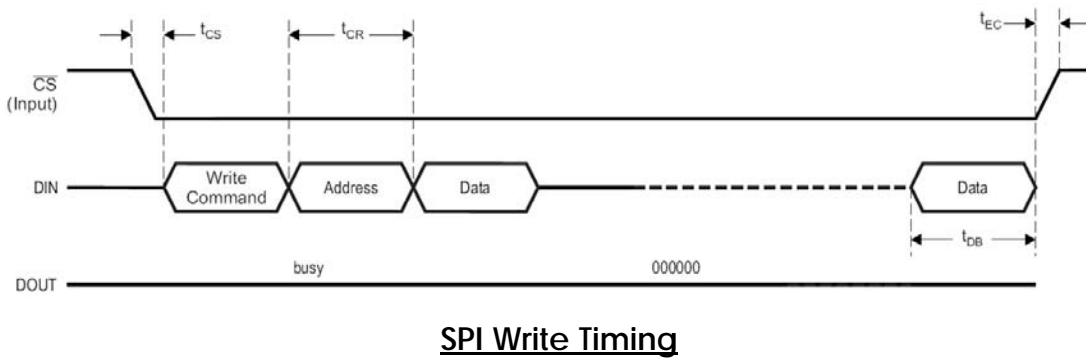 tCS
tCR
tEC
CS
(Input)
DIN
Write
Command
Address
Data
Data
tDB
busy
000000
DOUT
SPI Write Timing